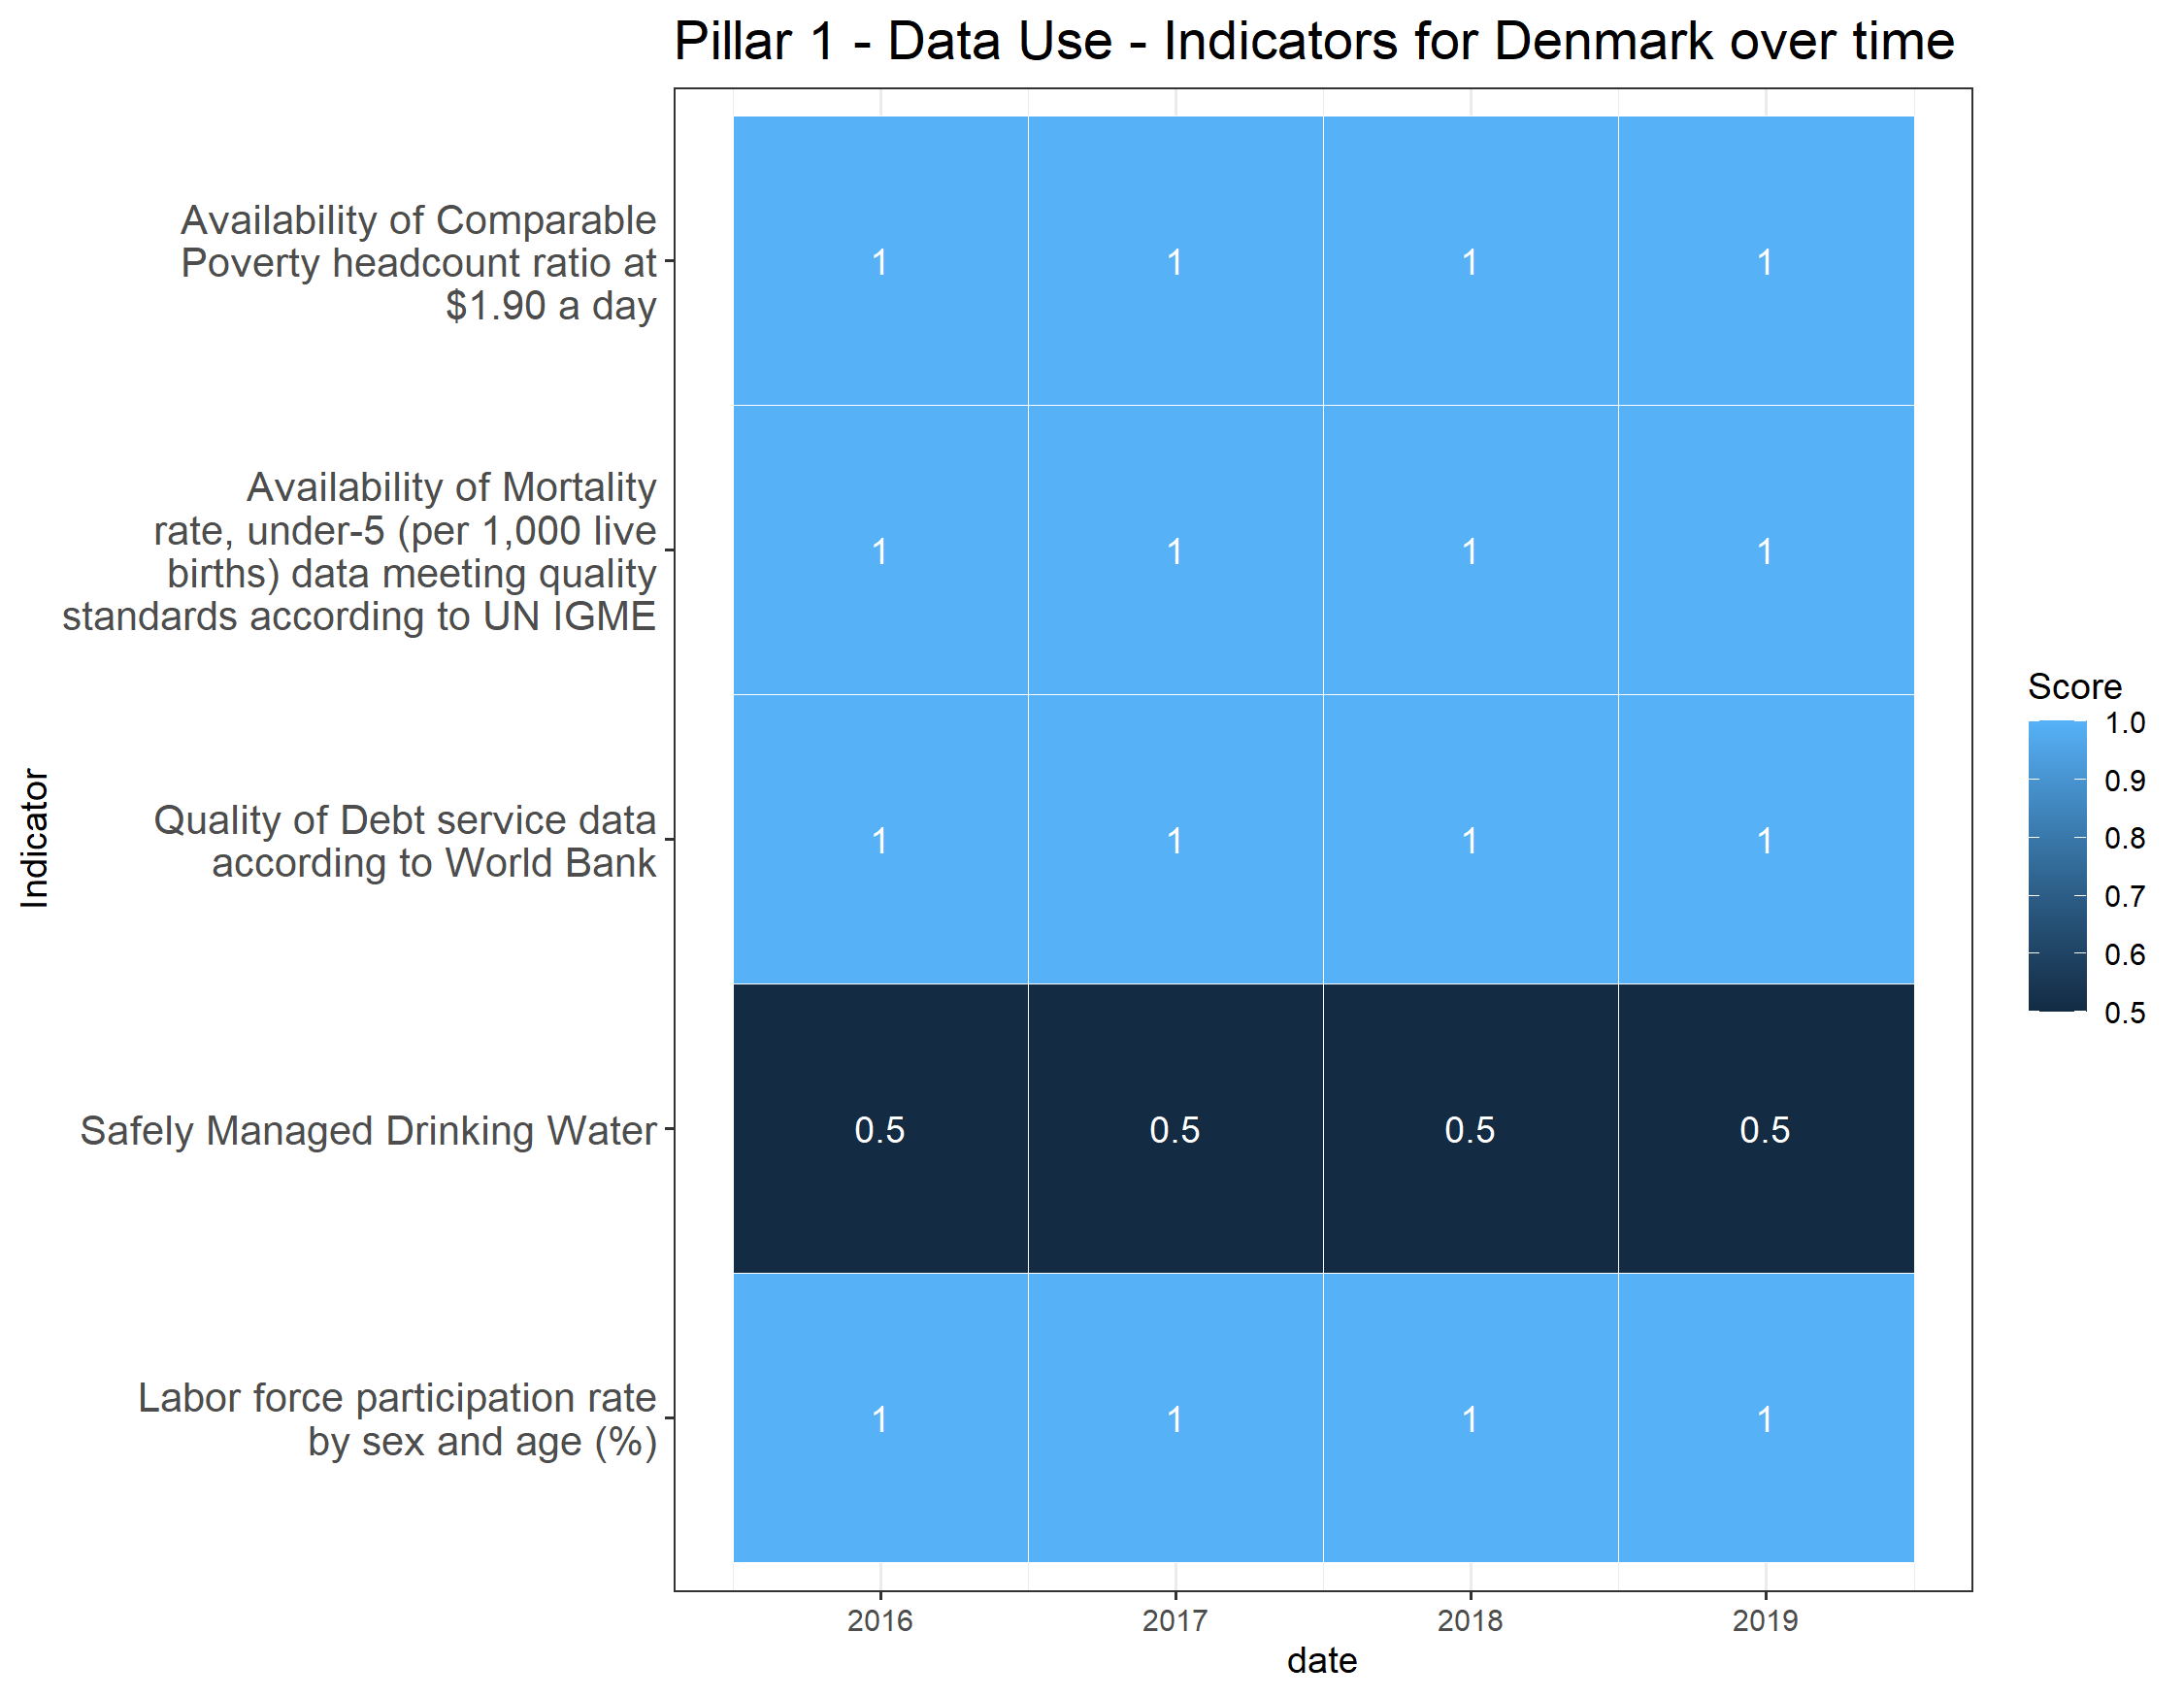 Pillar 1 - Data Use - Indicators for Denmark over time
Indicator
Availability of Comparable
Poverty headcount ratio at
$1.90 a day
1 1 1 1
Availability of Mortality
rate, under-5 (per 1,000 live
births) data meeting quality
standards according to UN IGME
1 1 1 1
Quality of Debt service data
according to World Bank
1 1 1 1
Safely Managed Drinking Water
0.5 0.5 0.5 0.5
Labor force participation rate
by sex and age (%)
1 1 1 1
2016 2017 2018 2019
date
Score
1.0
0.9
0.8
0.7
0.6
0.5